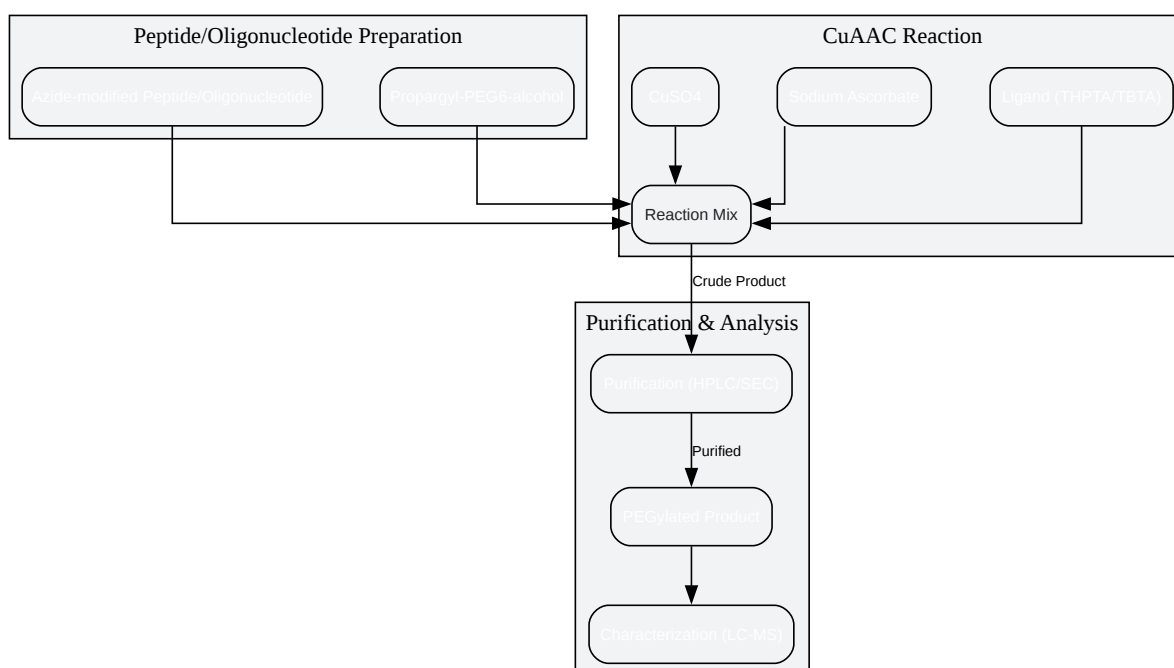 Peptide/Oligonucleotide Preparation
CuAAC Reaction
Azide-modified Peptide/Oligonucleotide
Propargyl-PEG6-alcohol
CuSO4
Sodium Ascorbate
Ligand (THPTA/TBTA)
Reaction Mix
Crude Product
Purification & Analysis
Purification (HPLC/SEC)
Purified
PEGylated Product
Characterization (LC-MS)